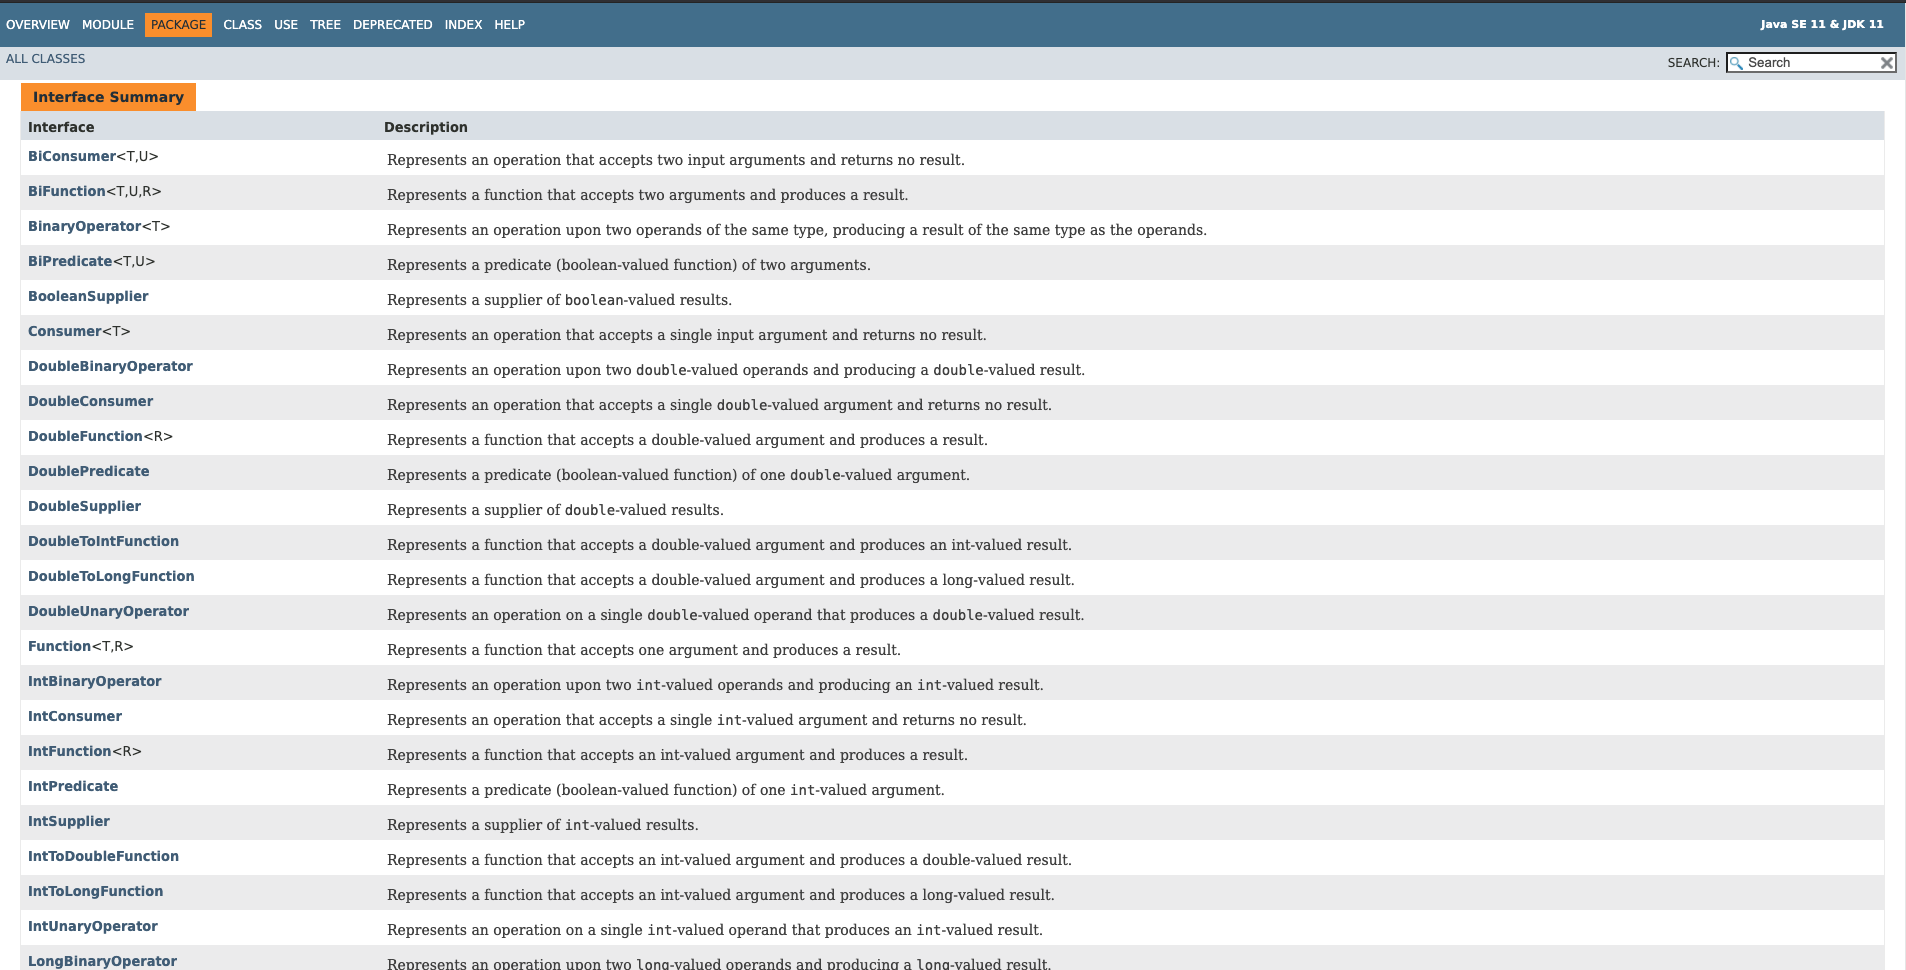 OVERVIEW MODULE PACKAGE CLASS USE TREE DEPRECATED INDEX HELP Java SE 11 & JDK 11
ALL CLASSES SEARCH: Search
Interface Summary
Interface Description
BiConsumer<T,U> Represents an operation that accepts two input arguments and returns no result.
BiFunction<T,U,R> Represents a function that accepts two arguments and produces a result.
BinaryOperator<T> Represents an operation upon two operands of the same type, producing a result of the same type as the operands.
BiPredicate<T,U> Represents a predicate (boolean-valued function) of two arguments.
BooleanSupplier Represents a supplier of boolean-valued results.
Consumer<T> Represents an operation that accepts a single input argument and returns no result.
DoubleBinaryOperator Represents an operation upon two double-valued operands and producing a double-valued result.
DoubleConsumer Represents an operation that accepts a single double-valued argument and returns no result.
DoubleFunction<R> Represents a function that accepts a double-valued argument and produces a result.
DoublePredicate Represents a predicate (boolean-valued function) of one double-valued argument.
DoubleSupplier Represents a supplier of double-valued results.
DoubleToIntFunction Represents a function that accepts a double-valued argument and produces an int-valued result.
DoubleToLongFunction Represents a function that accepts a double-valued argument and produces a long-valued result.
DoubleUnaryOperator Represents an operation on a single double-valued operand that produces a double-valued result.
Function<T,R> Represents a function that accepts one argument and produces a result.
IntBinaryOperator Represents an operation upon two int-valued operands and producing an int-valued result.
IntConsumer Represents an operation that accepts a single int-valued argument and returns no result.
IntFunction<R> Represents a function that accepts an int-valued argument and produces a result.
IntPredicate Represents a predicate (boolean-valued function) of one int-valued argument.
IntSupplier Represents a supplier of int-valued results.
IntToDoubleFunction Represents a function that accepts an int-valued argument and produces a double-valued result.
IntToLongFunction Represents a function that accepts an int-valued argument and produces a long-valued result.
IntUnaryOperator Represents an operation on a single int-valued operand that produces an int-valued result.
LongBinaryOperator Represents an operation upon two long-valued operands and producing a long-valued result.